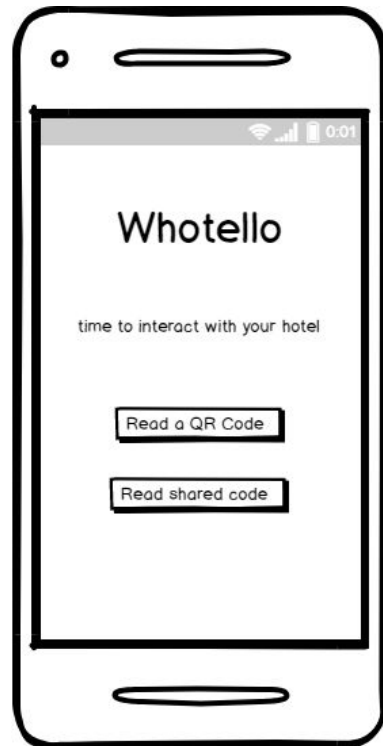 0:01
Whotello
time to interact with your hotel
Read a QR Code
Read shared code